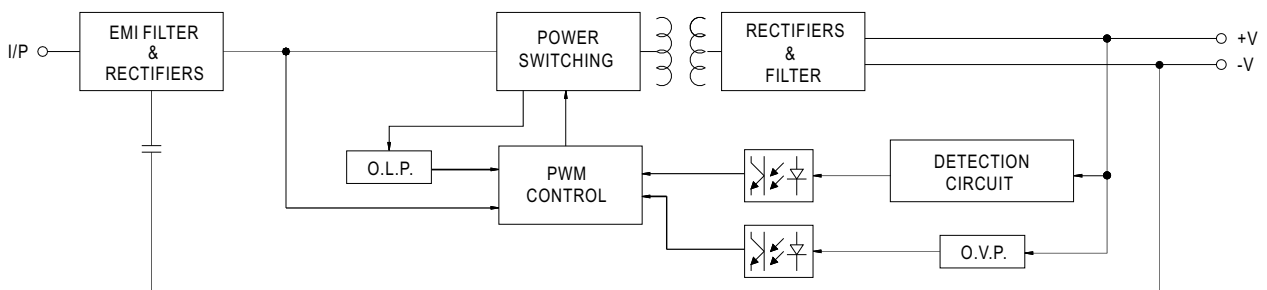 I/P
EMI FILTER
&
RECTIFIERS
POWER
SWITCHING
RECTIFIERS
&
FILTER
+V
-V
O.L.P.
PWM
CONTROL
DETECTION
CIRCUIT
O.V.P.